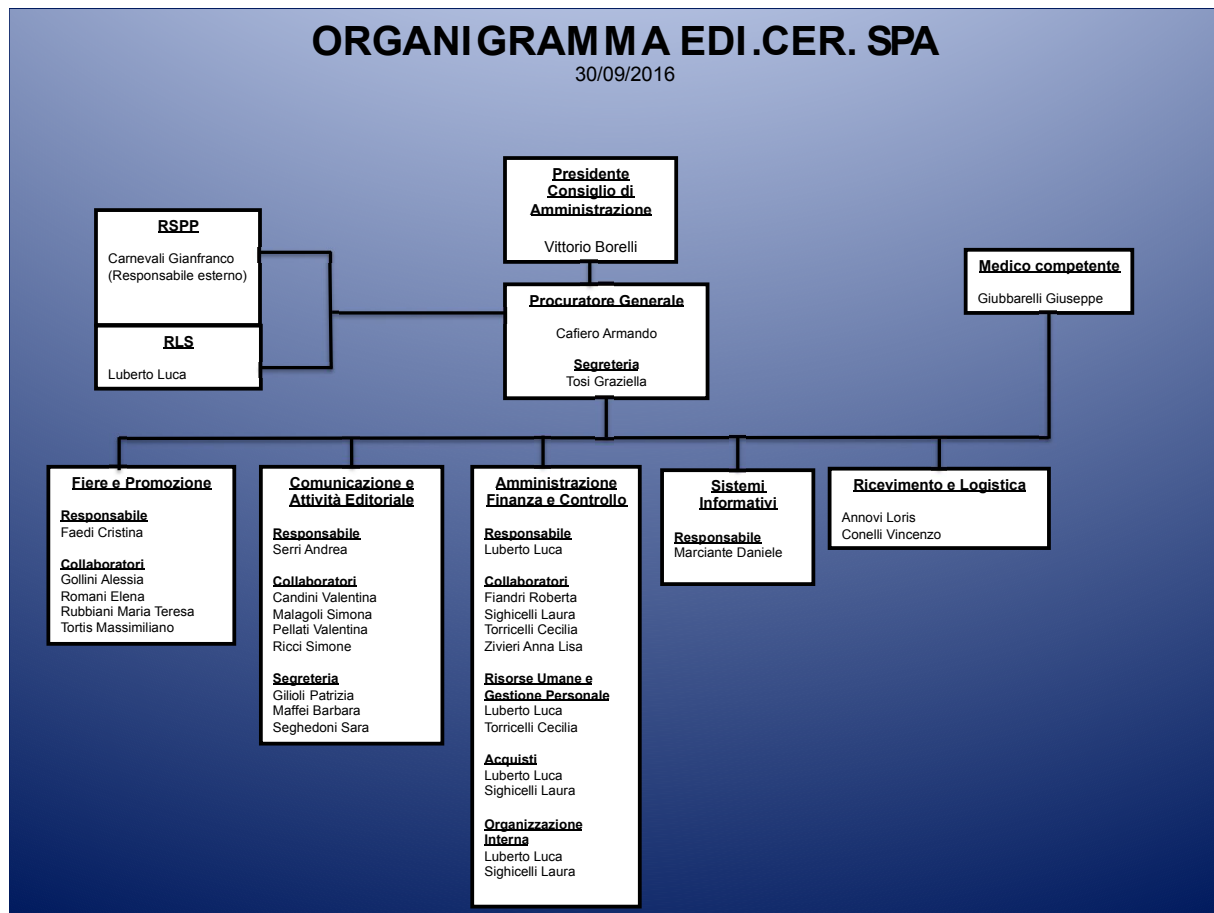 ORGANIGRAMMA EDI.CER. SPA
30/09/2016
Presidente
Consiglio di
Amministrazione
Vittorio Borelli
RSPP
Carnevali Gianfranco
(Responsabile esterno)
RLS
Luberto Luca
Procuratore Generale
Cafiero Armando
Segreteria
Tosi Graziella
Medico competente
Giubbarelli Giuseppe
Fiere e Promozione
Responsabile
Faedi Cristina
Collaboratori
Gollini Alessia
Romani Elena
Rubbiani Maria Teresa
Tortis Massimiliano
Comunicazione e
Attività Editoriale
Responsabile
Serri Andrea
Collaboratori
Candini Valentina
Malagoli Simona
Pellati Valentina
Ricci Simone
Segreteria
Gilioli Patrizia
Maffei Barbara
Seghedoni Sara
Amministrazione
Finanza e Controllo
Responsabile
Luberto Luca
Collaboratori
Fiandri Roberta
Sighicelli Laura
Torricelli Cecilia
Zivieri Anna Lisa
Risorse Umane e
Gestione Personale
Luberto Luca
Torricelli Cecilia
Acquisti
Luberto Luca
Sighicelli Laura
Organizzazione
Interna
Luberto Luca
Sighicelli Laura
Sistemi
Informativi
Responsabile
Marciante Daniele
Ricevimento e Logistica
Annovi Loris
Conelli Vincenzo